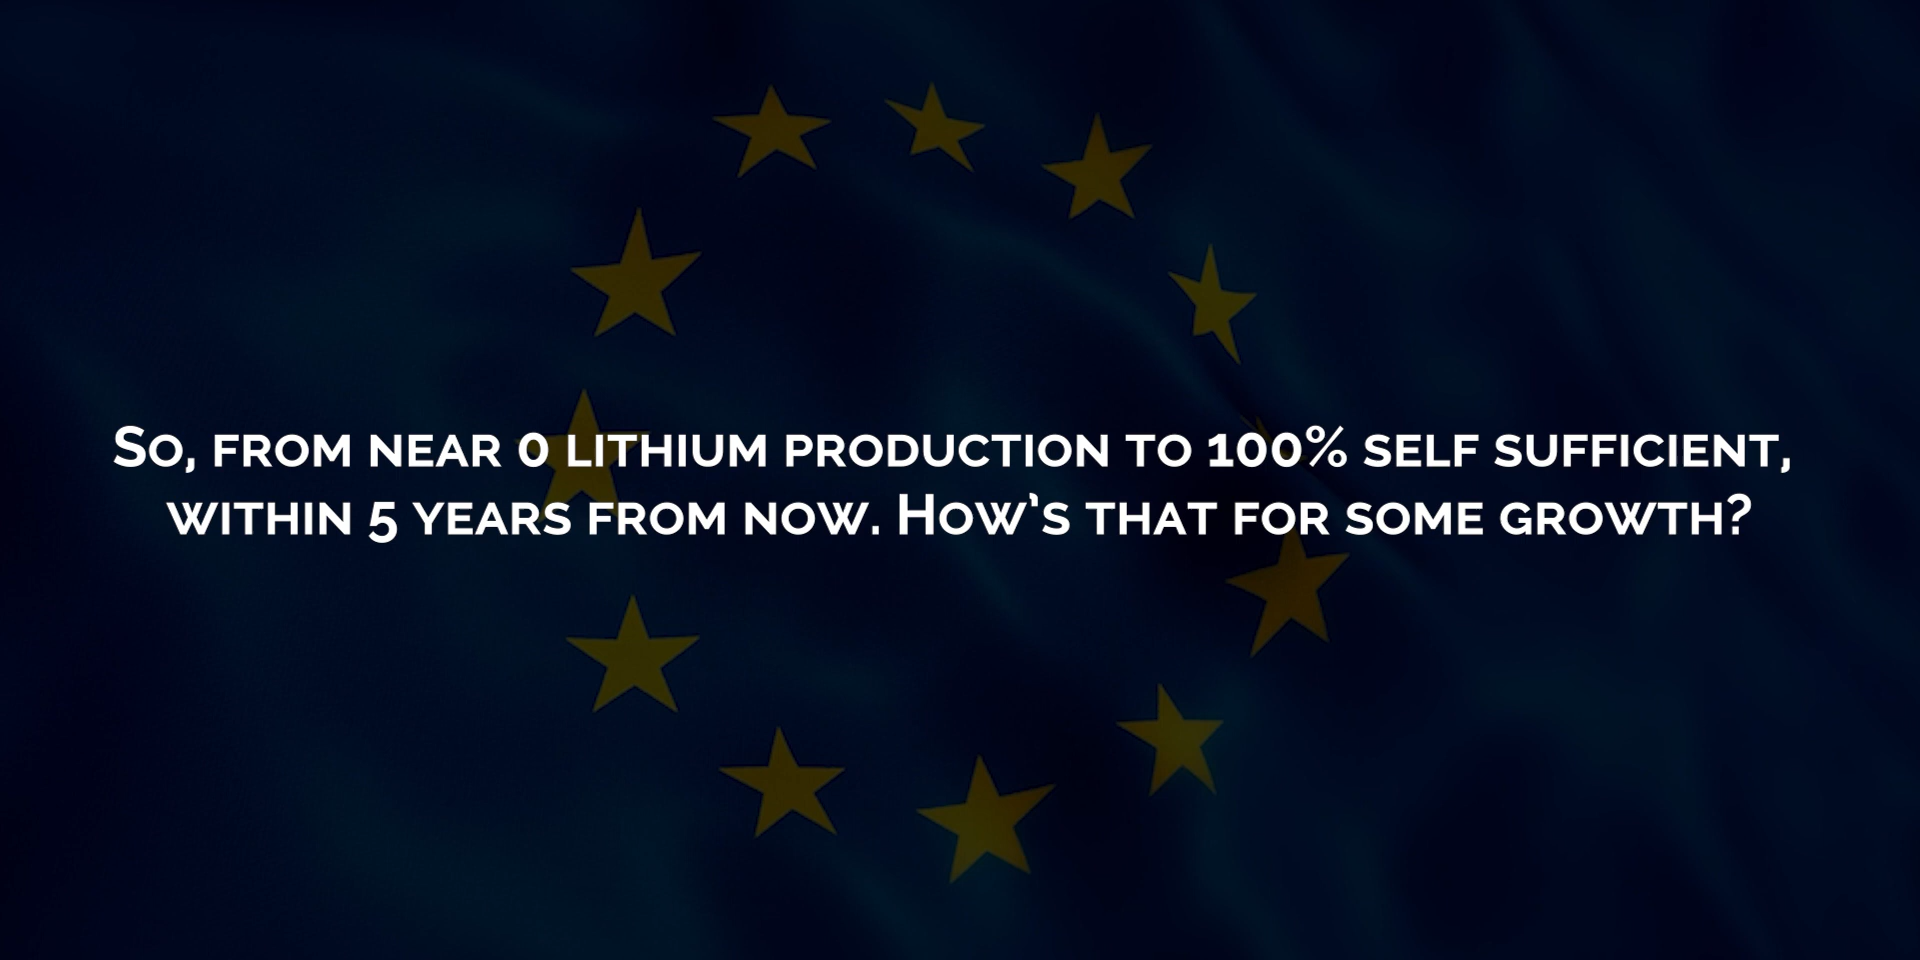 So, from near 0 lithium production to 100% self sufficient,
within 5 years from now. How's that for some growth?